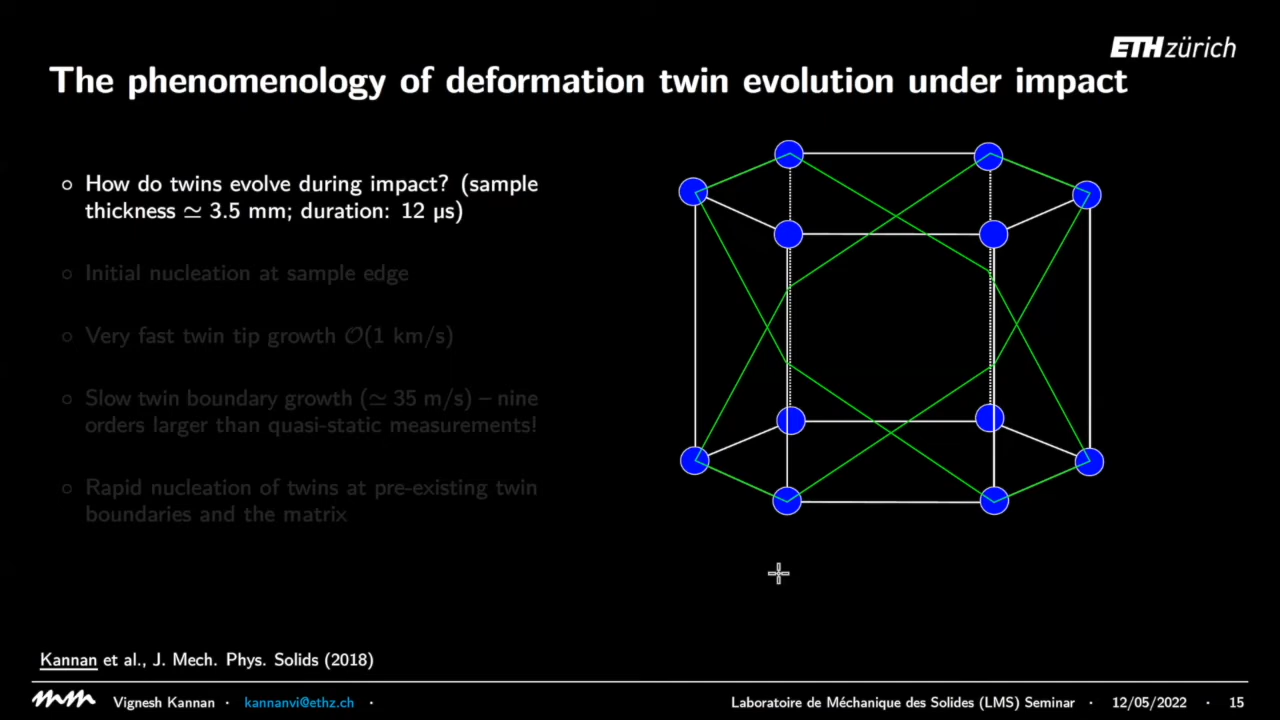 ETH zürich
The phenomenology of deformation twin evolution under impact
○ How do twins evolve during impact? (sample
thickness ≃ 3.5 mm; duration: 12 µs)
○ Initial nucleation at sample edge
○ Very fast twin tip growth 𝒪(1 km/s)
○ Slow twin boundary growth (≃ 35 m/s) – nine
orders larger than quasi-static measurements!
○ Rapid nucleation of twins at pre-existing twin
boundaries and the matrix
Kannan et al., J. Mech. Phys. Solids (2018)
mm Vignesh Kannan · kannanvi@ethz.ch · Laboratoire de Méchanique des Solides (LMS) Seminar · 12/05/2022 · 15